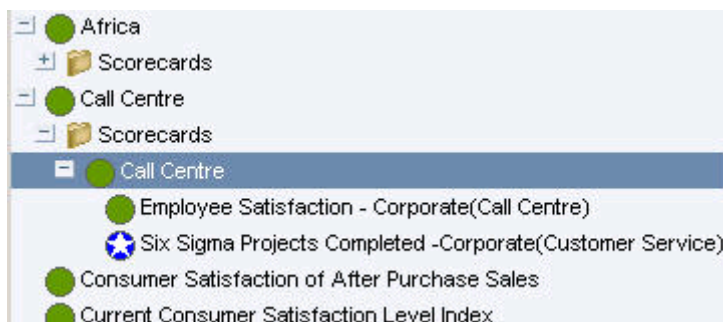 Africa
Scorecards
Call Centre
Scorecards
Call Centre
Employee Satisfaction - Corporate(Call Centre)
Six Sigma Projects Completed -Corporate(Customer Service)
Consumer Satisfaction of After Purchase Sales
Current Consumer Satisfaction Level Index